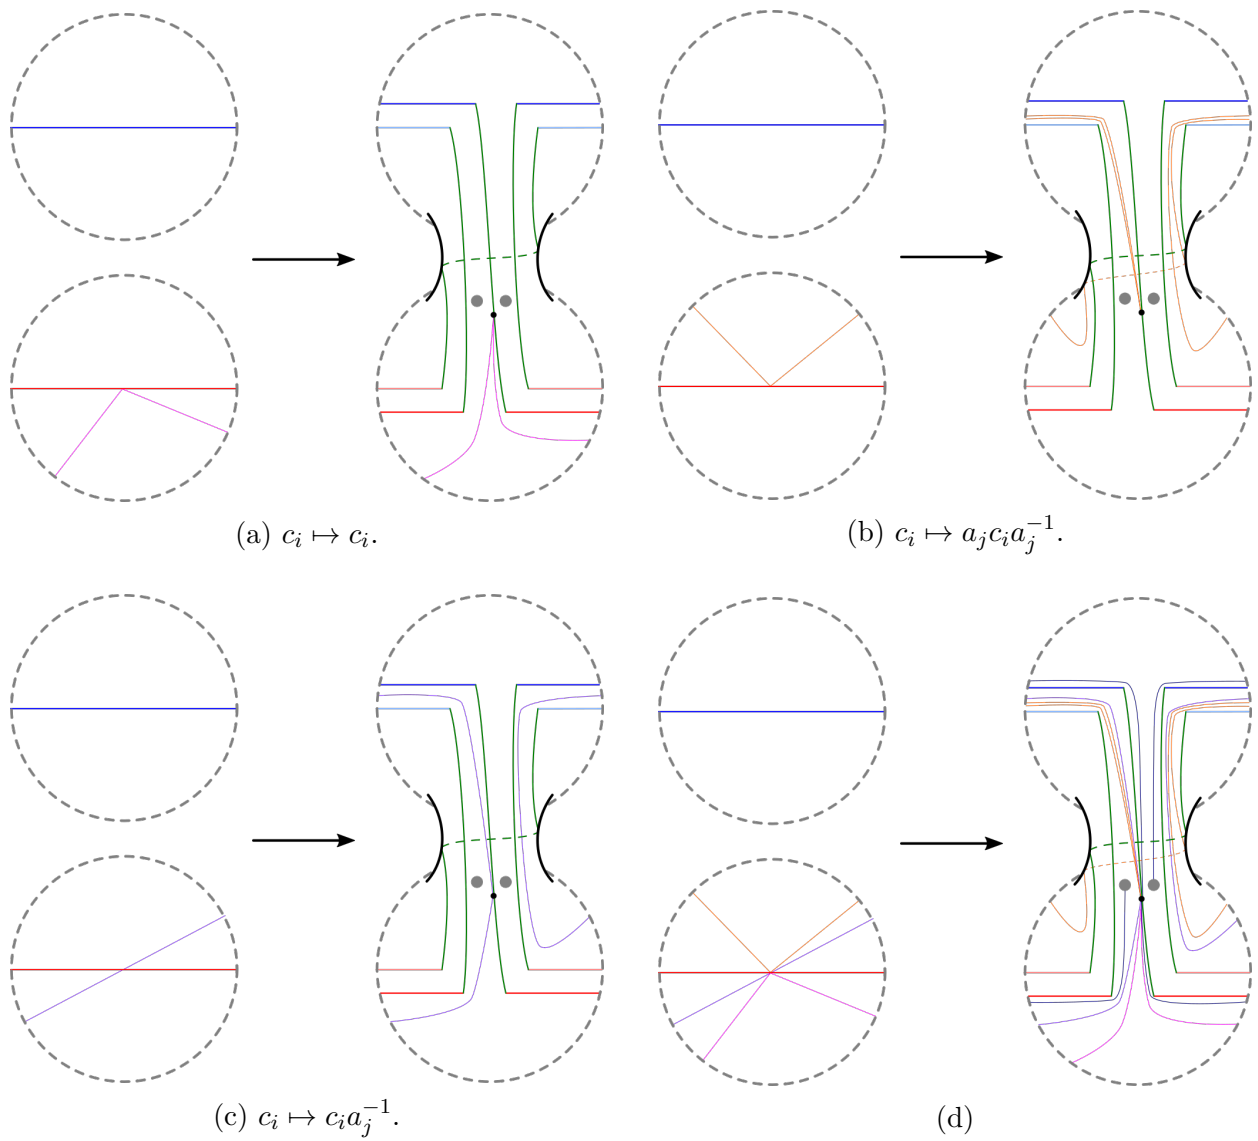 (a) $c_i \mapsto c_i$.
(b) $c_i \mapsto a_j c_i a_j^{-1}$.
(c) $c_i \mapsto c_i a_j^{-1}$.
(d)